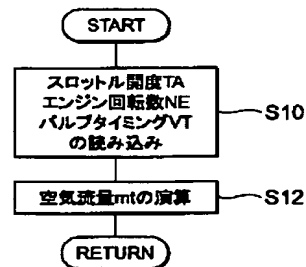 START
スロットル開度TA
エンジン回転数NE
バルブタイミングVT
の読み込み
S10
空気流量mtの演算
S12
RETURN